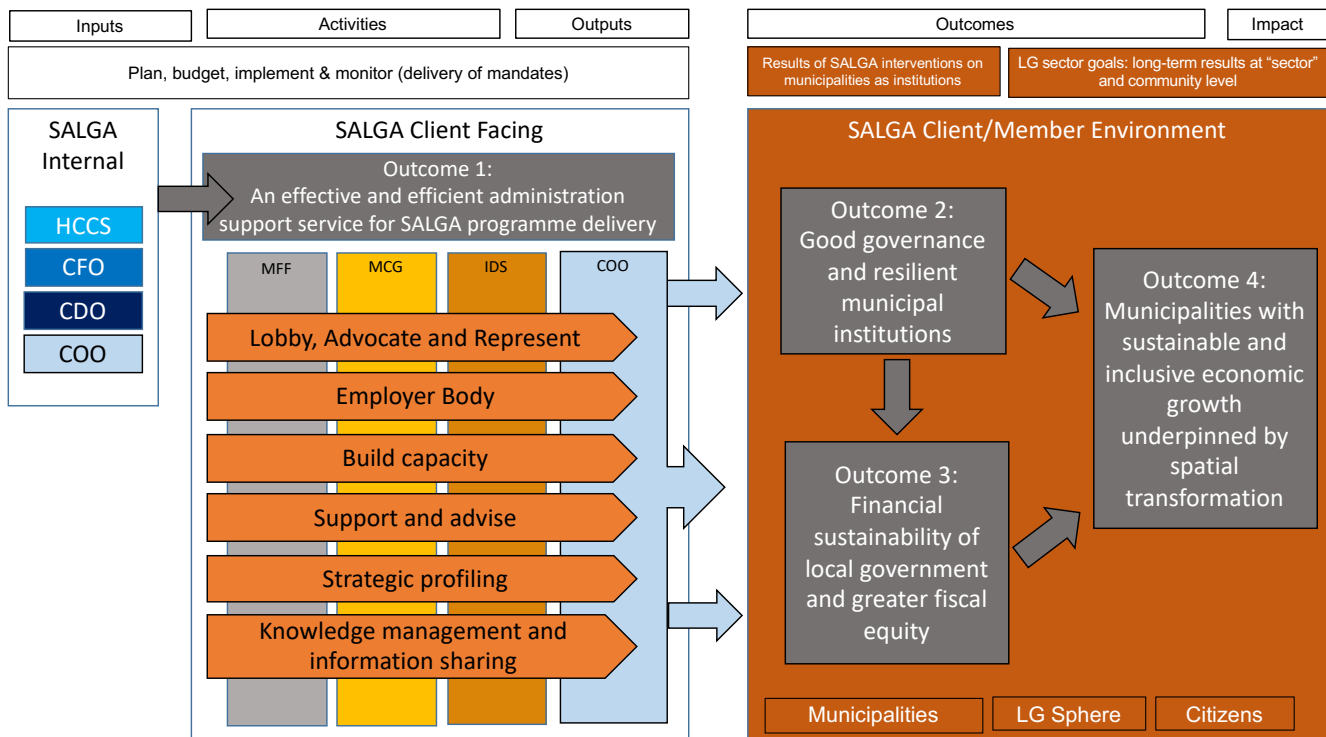 Inputs
Activities
Outputs
Outcomes
Impact
Plan, budget, implement & monitor (delivery of mandates)
Results of SALGA interventions on
municipalities as institutions
LG sector goals: long-term results at “sector”
and community level
SALGA
Internal
HCCS
CFO
CDO
COO
SALGA Client Facing
Outcome 1:
An effective and efficient administration
support service for SALGA programme delivery
MFF
MCG
IDS
COO
Lobby, Advocate and Represent
Employer Body
Build capacity
Support and advise
Strategic profiling
Knowledge management and
information sharing
SALGA Client/Member Environment
Outcome 2:
Good governance
and resilient
municipal
institutions
Outcome 3:
Financial
sustainability of
local government
and greater fiscal
equity
Outcome 4:
Municipalities with
sustainable and
inclusive economic
growth
underpinned by
spatial
transformation
Municipalities
LG Sphere
Citizens